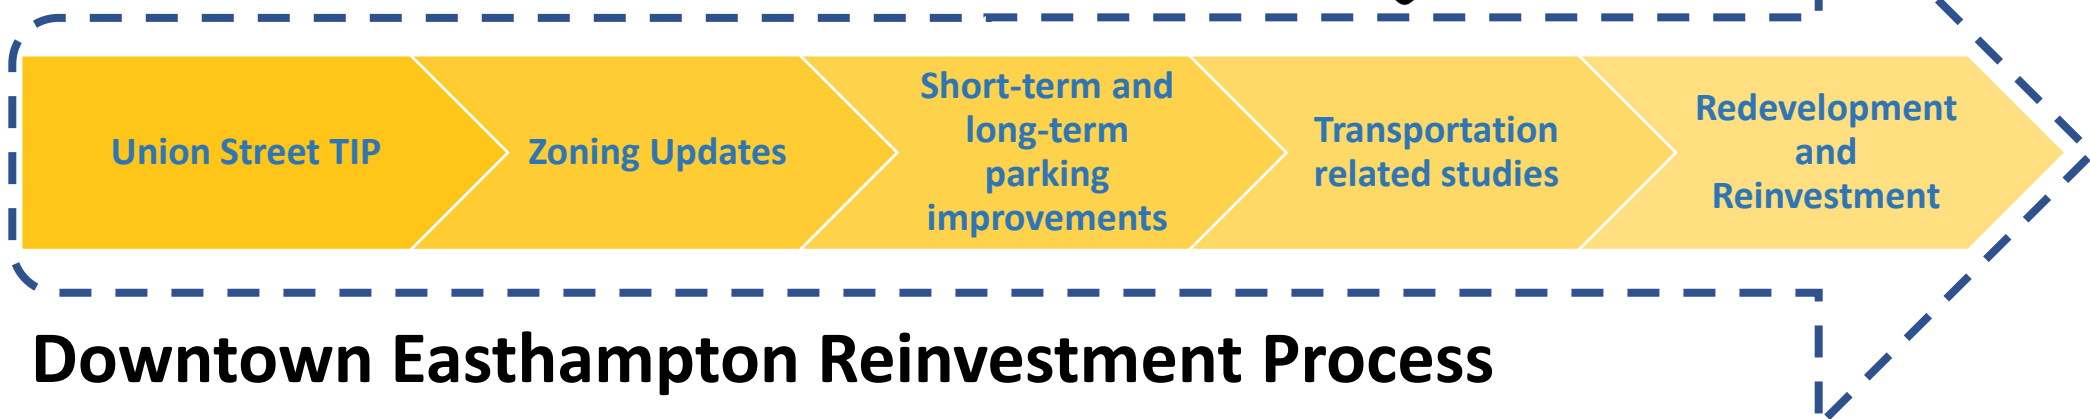 Union Street TIP
Zoning Updates
Short-term and
long-term
parking
improvements
Transportation
related studies
Redevelopment
and
Reinvestment
Downtown Easthampton Reinvestment Process